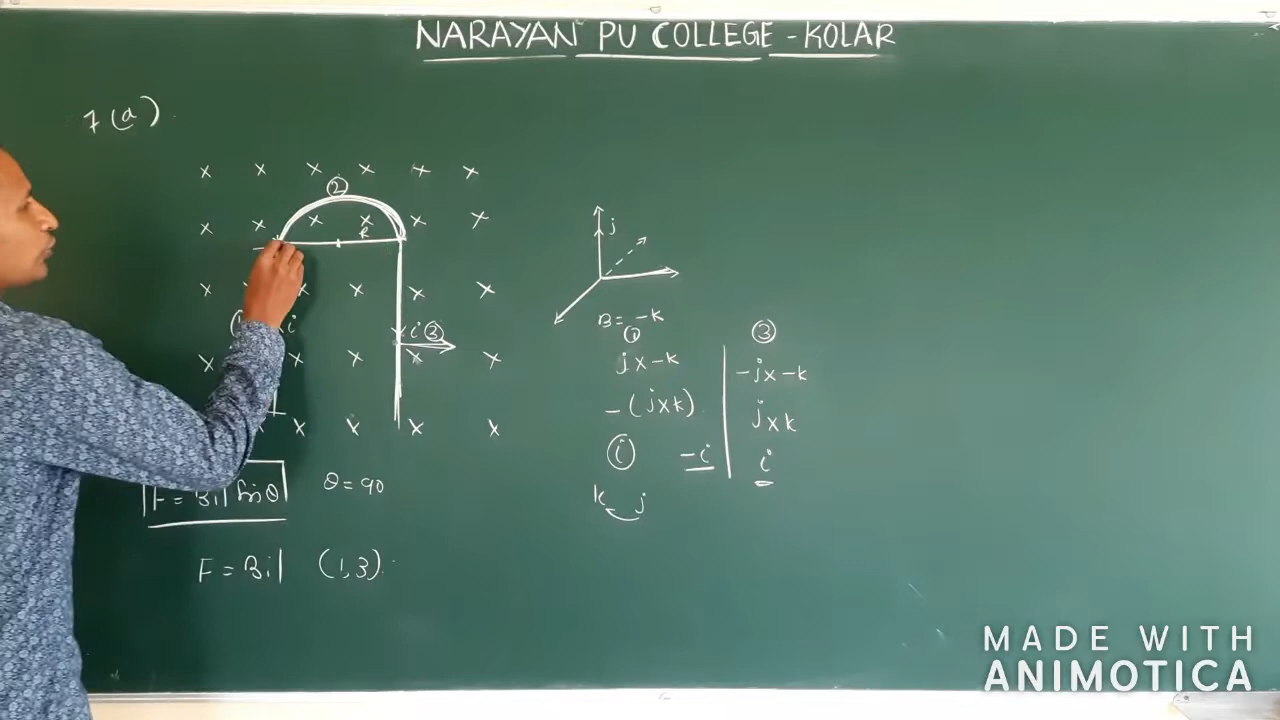 NARAYAN PU COLLEGE - KOLAR
7 (a)
x x x x x x
②
x x x x x x
R
x x x x x
i
i ③
x x x x x
x x x x x
j
B = -k
①
j x -k
- (j x k)
ⓘ -i
k j
③
-j x -k
j x k
i
F = Bil Sinθ
θ = 90
F = Bil (1,3)
MADE WITH
ANIMOTICA